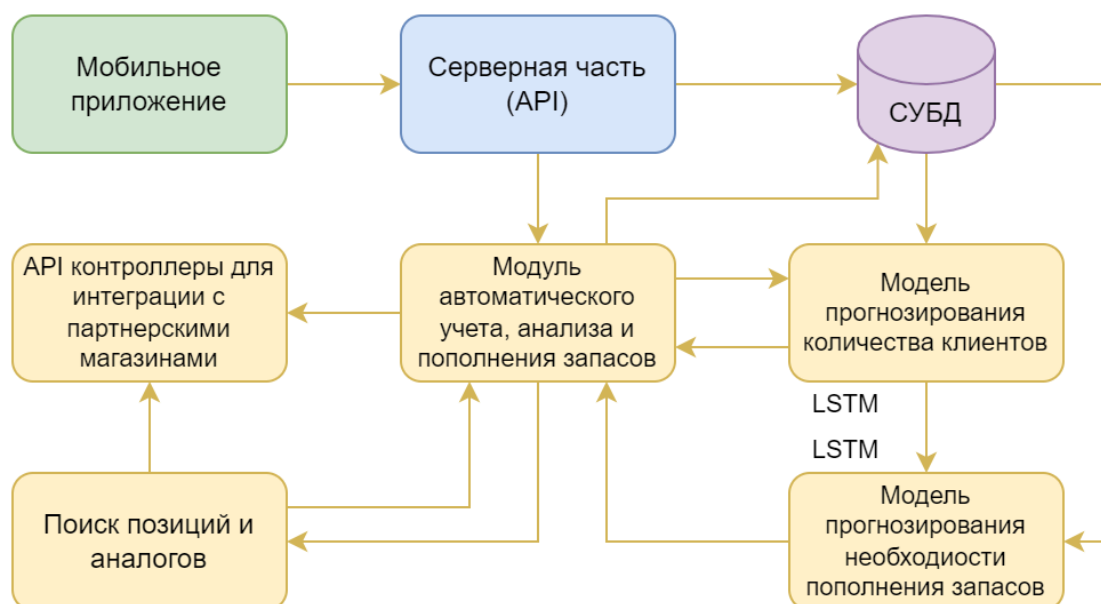 Мобильное
приложение
Серверная часть
(API)
СУБД
API контроллеры для
интеграции с
партнерскими
магазинами
Модуль
автоматического
учета, анализа и
пополнения запасов
Модель
прогнозирования
количества клиентов
LSTM
LSTM
Поиск позиций и
аналогов
Модель
прогнозирования
необходиости
пополнения запасов